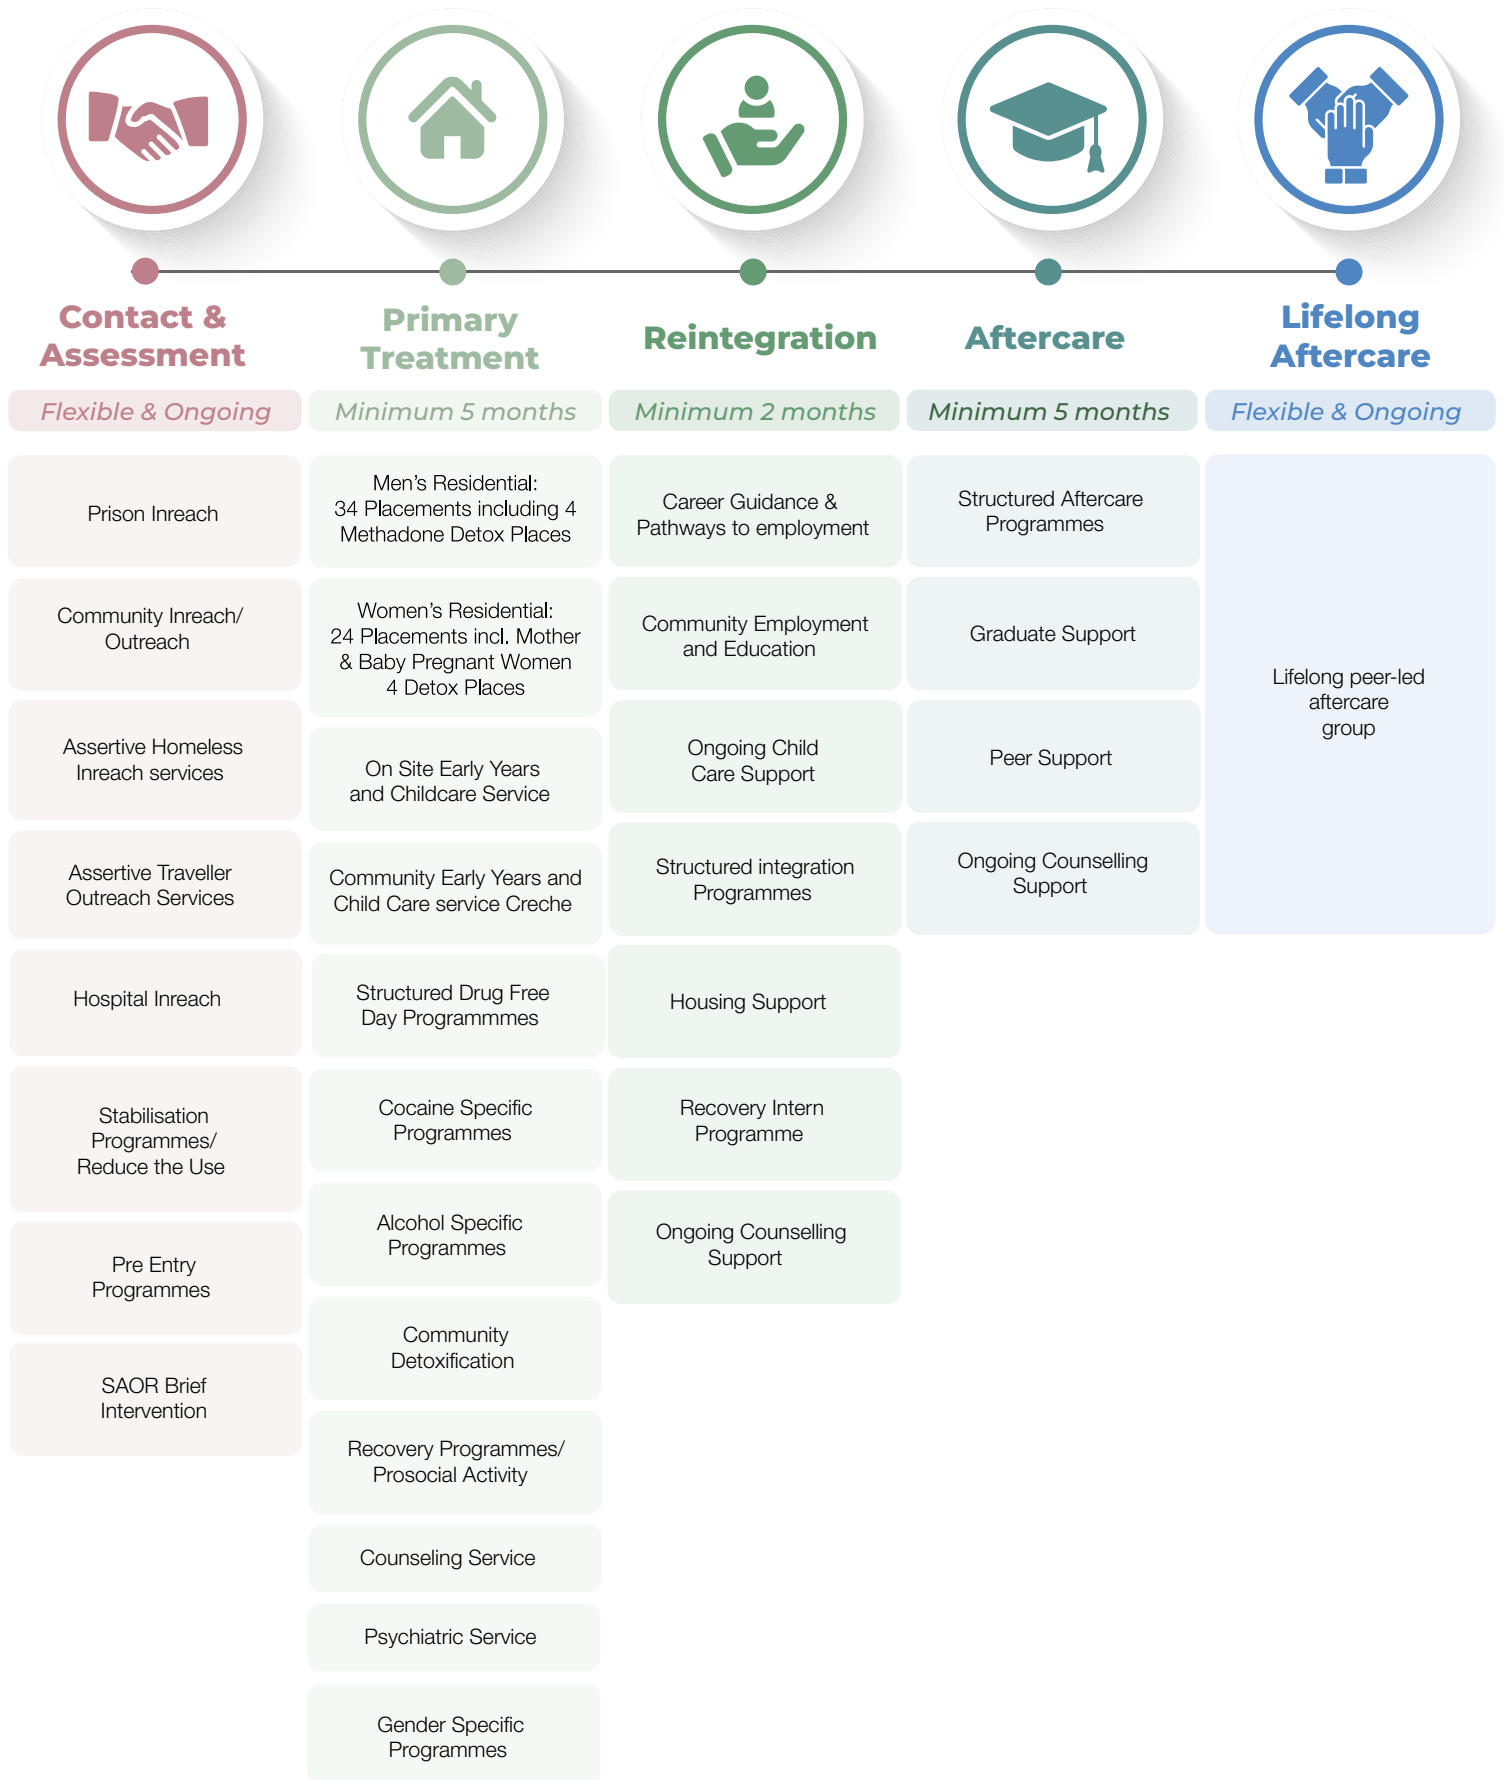 Contact &
Assessment
Flexible & Ongoing
Prison Inreach
Community Inreach/
Outreach
Assertive Homeless
Inreach services
Assertive Traveller
Outreach Services
Hospital Inreach
Stabilisation
Programmes/
Reduce the Use
Pre Entry
Programmes
SAOR Brief
Intervention
Primary
Treatment
Minimum 5 months
Men's Residential:
34 Placements including 4
Methadone Detox Places
Women's Residential:
24 Placements incl. Mother
& Baby Pregnant Women
4 Detox Places
On Site Early Years
and Childcare Service
Community Early Years and
Child Care service Creche
Structured Drug Free
Day Programmmes
Cocaine Specific
Programmes
Alcohol Specific
Programmes
Community
Detoxification
Recovery Programmes/
Prosocial Activity
Counseling Service
Psychiatric Service
Gender Specific
Programmes
Reintegration
Minimum 2 months
Career Guidance &
Pathways to employment
Community Employment
and Education
Ongoing Child
Care Support
Structured integration
Programmes
Housing Support
Recovery Intern
Programme
Ongoing Counselling
Support
Aftercare
Minimum 5 months
Structured Aftercare
Programmes
Graduate Support
Peer Support
Ongoing Counselling
Support
Lifelong
Aftercare
Flexible & Ongoing
Lifelong peer-led
aftercare
group